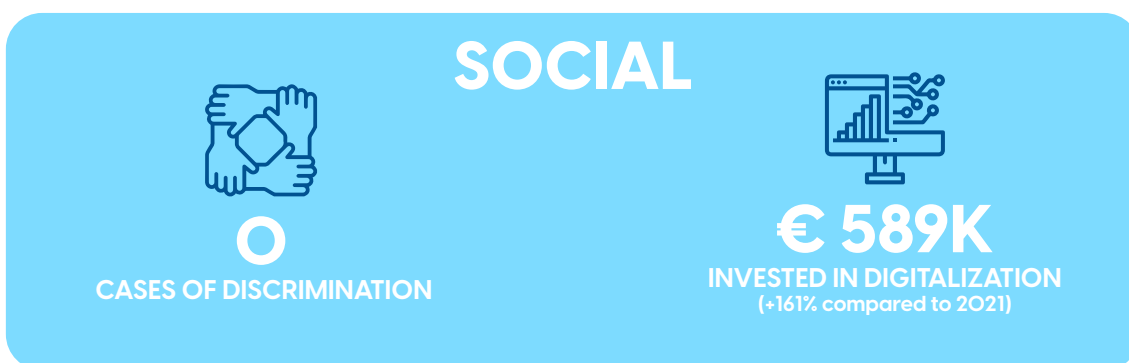 SOCIAL
0
CASES OF DISCRIMINATION
€ 589K
INVESTED IN DIGITALIZATION
(+161% compared to 2021)